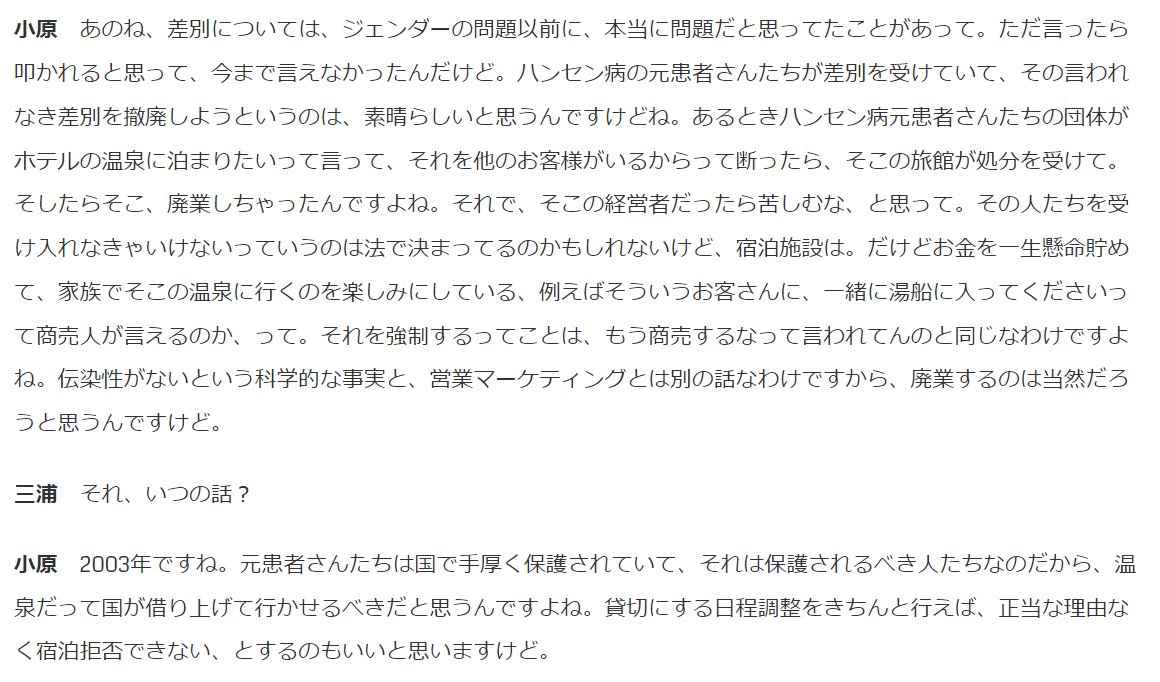 小原　あのね、差別については、ジェンダーの問題以前に、本当に問題だと思ってたことがあって。ただ言ったら
叩かれると思って、今まで言えなかったんだけど。ハンセン病の元患者さんたちが差別を受けていて、その言われ
なき差別を撤廃しようというのは、素晴らしいと思うんですけどね。あるときハンセン病元患者さんたちの団体が
ホテルの温泉に泊まりたいって言って、それを他のお客様がいるからって断ったら、そこの旅館が処分を受けて。
そしたらそこ、廃業しちゃったんですよね。それで、そこの経営者だったら苦しむな、と思って。その人たちを受
け入れなきゃいけないっていうのは法で決まってるのかもしれないけど、宿泊施設は。だけどお金を一生懸命貯め
て、家族でそこの温泉に行くのを楽しみにしている、例えばそういうお客さんに、一緒に湯船に入ってくださいっ
て商売人が言えるのか、って。それを強制するってことは、もう商売するなって言われてんのと同じなわけですよ
ね。伝染性がないという科学的な事実と、営業マーケティングとは別の話なわけですから、廃業するのは当然だろ
うと思うんですけど。
三浦　それ、いつの話？
小原　2003年ですね。元患者さんたちは国で手厚く保護されていて、それは保護されるべき人たちなのだから、温
泉だって国が借り上げて行かせるべきだと思うんですよね。貸切にする日程調整をきちんと行えば、正当な理由な
く宿泊拒否できない、とするのもいいと思いますけど。